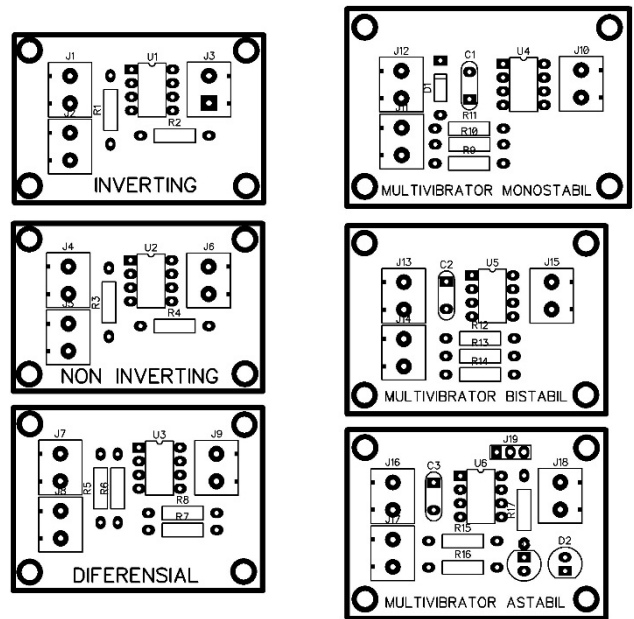 J1
U1
J3
R1
J2
R2
INVERTING
J4
U2
J6
R3
J5
R4
NON INVERTING
J7
U3
J9
R5
R6
J8
R8
R7
DIFERENSIAL
J12
C1
U4
J10
D1
J11
R11
R10
R9
MULTIVIBRATOR MONOSTABIL
J13
C2
U5
J15
J14
R12
R13
R14
MULTIVIBRATOR BISTABIL
J19
J16
C3
U6
J18
R17
J17
R15
R16
D2
MULTIVIBRATOR ASTABIL